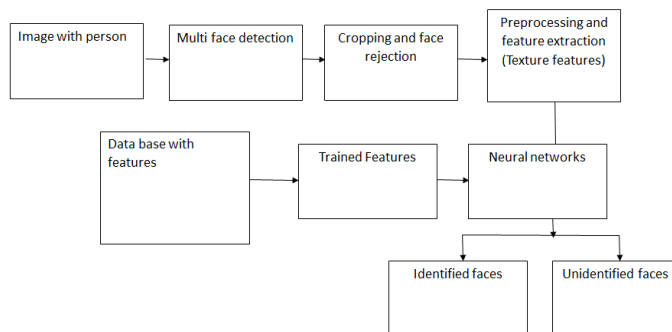 Image with person
Multi face detection
Cropping and face
rejection
Preprocessing and
feature extraction
(Texture features)
Data base with
features
Trained Features
Neural networks
Identified faces
Unidentified faces